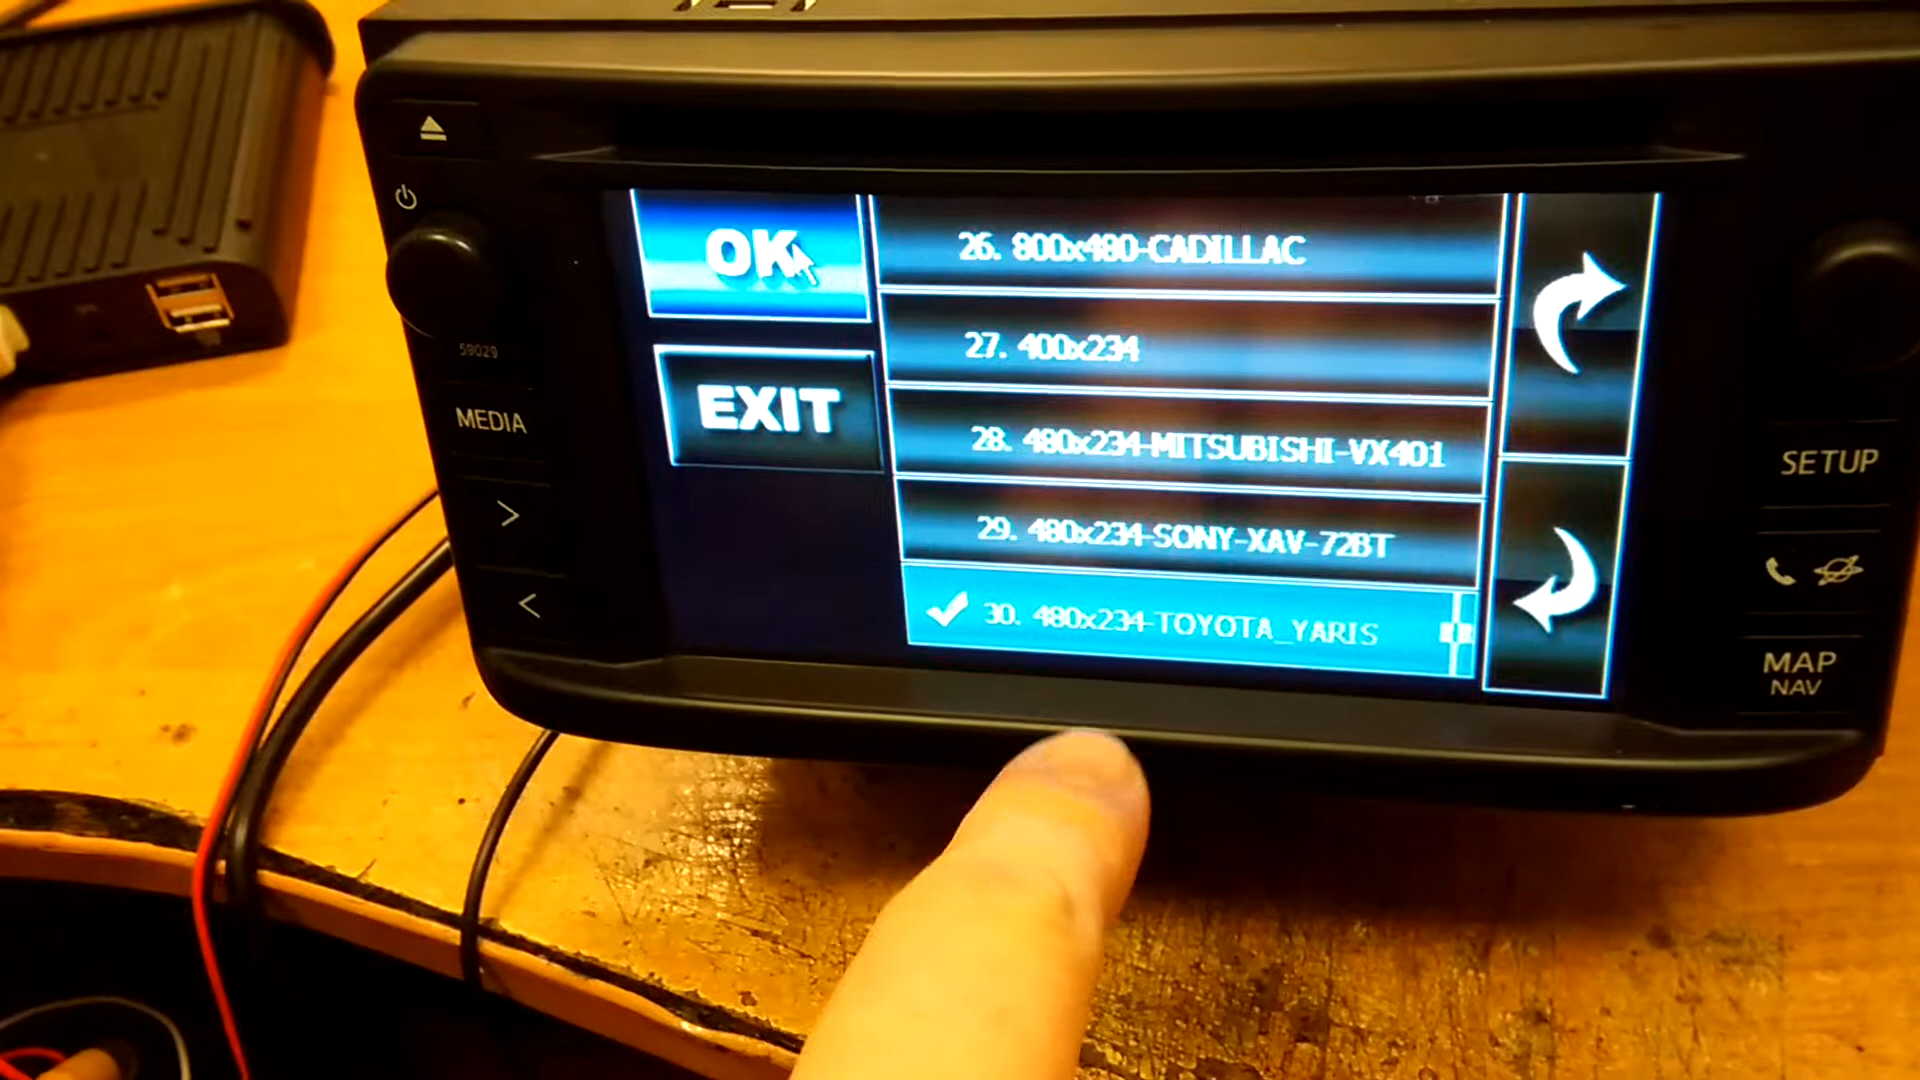 OK
EXIT
26. 800x480-CADILLAC
27. 400x234
28. 480x234-MITSUBISHI-VX401
29. 480x234-SONY-XAV-72BT
30. 480x234-TOYOTA_YARIS
59029
MEDIA
SETUP
MAP
NAV